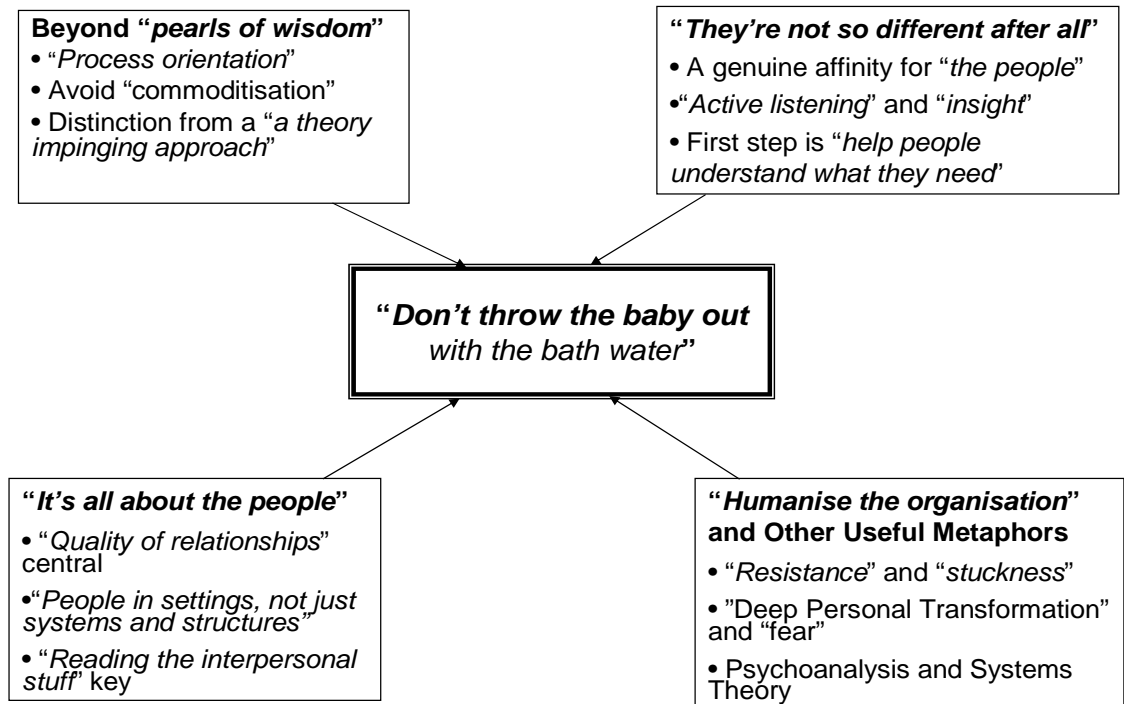 Beyond “pearls of wisdom”
• “Process orientation”
• Avoid “commoditisation”
• Distinction from a “a theory
impinging approach”
“They’re not so different after all”
• A genuine affinity for “the people”
•“Active listening” and “insight”
• First step is “help people
understand what they need”
“Don’t throw the baby out
with the bath water”
“It’s all about the people”
• “Quality of relationships”
central
•“People in settings, not just
systems and structures”
• “Reading the interpersonal
stuff” key
“Humanise the organisation”
and Other Useful Metaphors
• “Resistance” and “stuckness”
• ”Deep Personal Transformation”
and “fear”
• Psychoanalysis and Systems
Theory